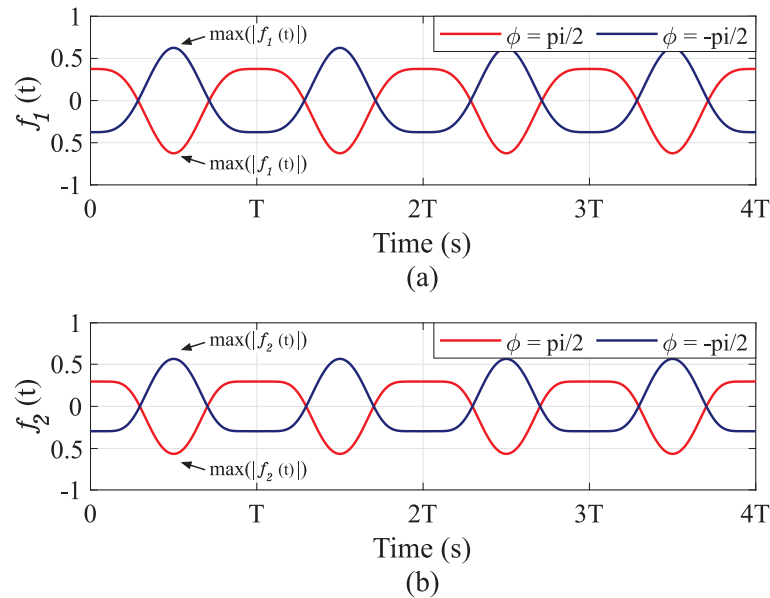 (a)
1
0.5
0
0.5
-1
f1 (t)
max(|f1 (t)|)
max(|f1 (t)|)
ϕ = pi/2
ϕ = -pi/2
0
T
2T
3T
4T
Time (s)
(a)
1
0.5
0
0.5
-1
f2 (t)
max(|f2 (t)|)
max(|f2 (t)|)
ϕ = pi/2
ϕ = -pi/2
0
T
2T
3T
4T
Time (s)
(b)